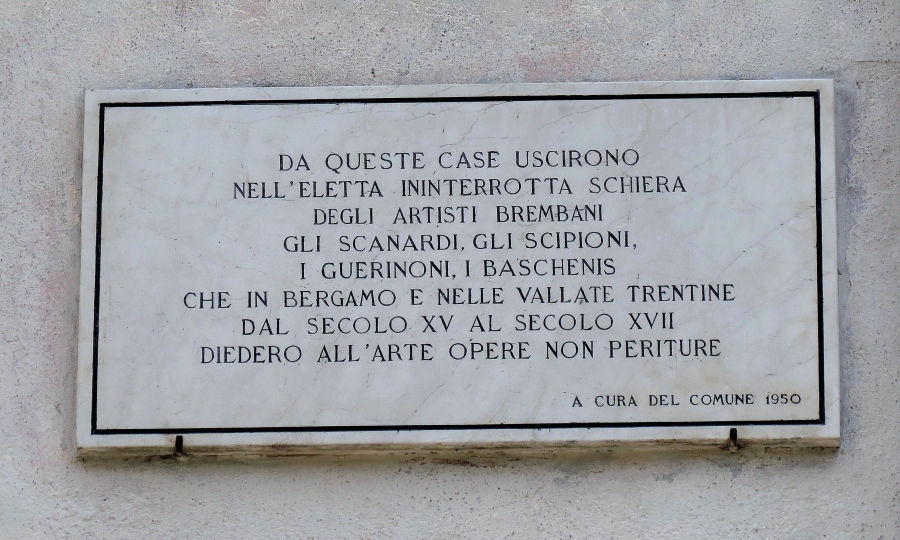 DA QUESTE CASE USCIRONO
NELL'ELETTA ININTERROTTA SCHIERA
DEGLI ARTISTI BREMBANI
GLI SCANARDI, GLI SCIPIONI,
I GUERINONI, I BASCHENIS
CHE IN BERGAMO E NELLE VALLATE TRENTINE
DAL SECOLO XV AL SECOLO XVII
DIEDERO ALL'ARTE OPERE NON PERITURE
A CURA DEL COMUNE 1950